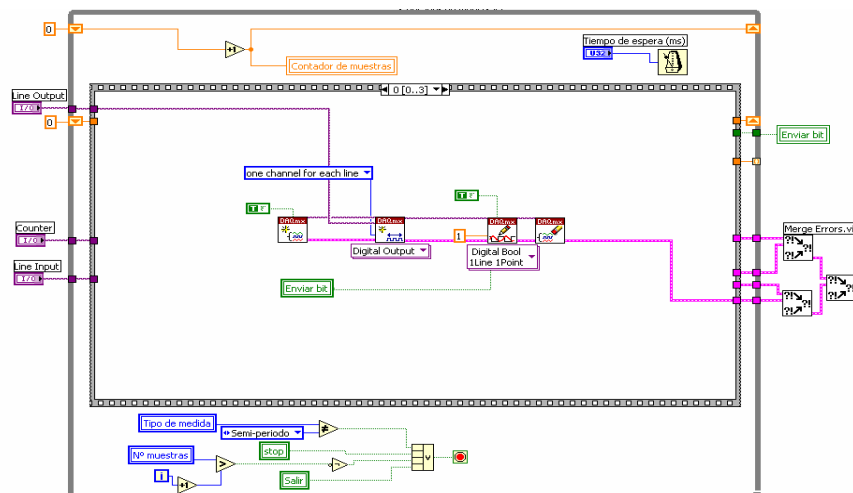 0
+1
Contador de muestras
Tiempo de espera (ms)
U32
Line Output
I/O
0
0 [0..3]
Enviar bit
one channel for each line
T F
T F
DAQmx
DAQmx
DAQmx
DAQmx
1
Digital Output
Digital Bool
1Line 1Point
Enviar bit
Counter
I/O
Line Input
I/O
Merge Errors.vi
?!
?!
?!
?!
?!
?!
?!
?!
?!
Tipo de medida
Semi-periodo
≠
stop
Nº muestras
>
i
+1
Salir
v